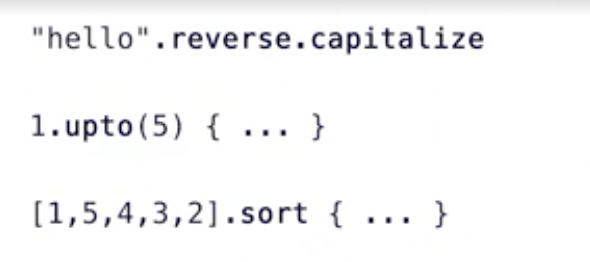 "hello".reverse.capitalize
1.upto(5) { ... }
[1,5,4,3,2].sort { ... }